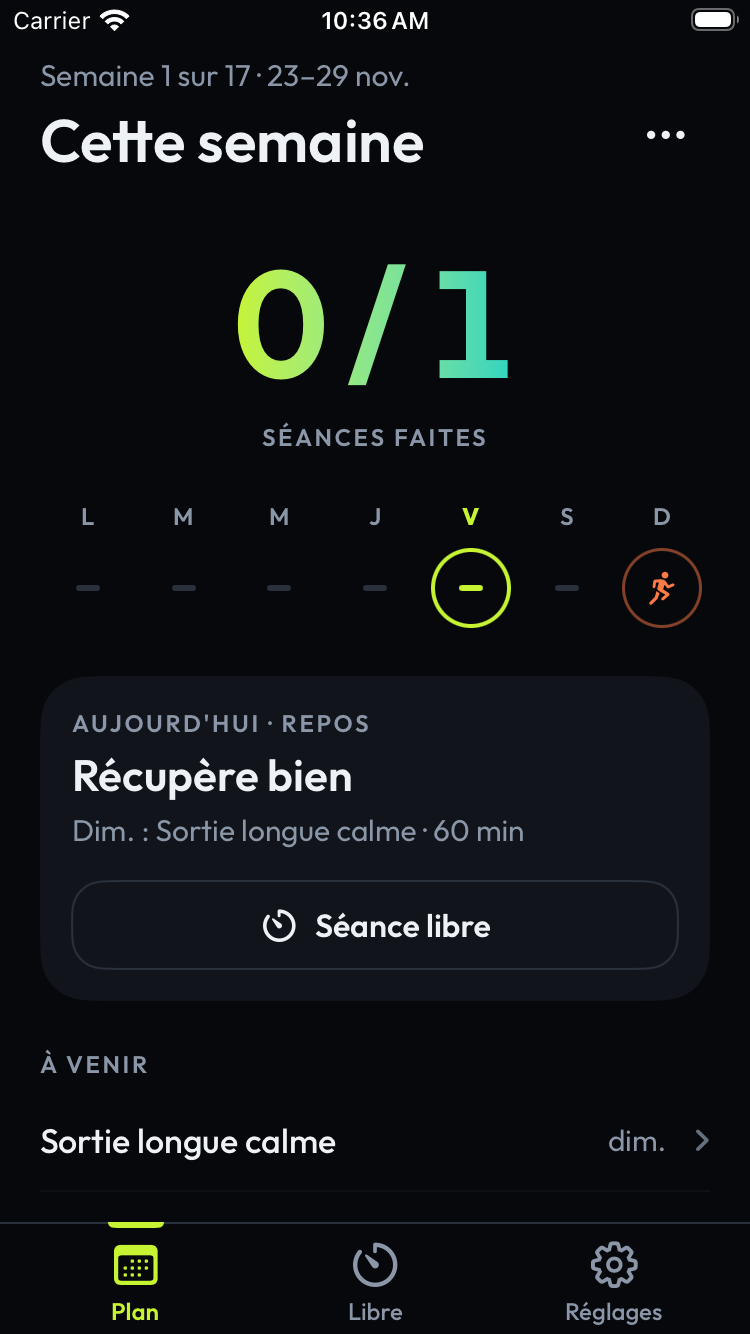 Carrier 10:36 AM
Semaine 1 sur 17 · 23–29 nov.
Cette semaine
0/1
SÉANCES FAITES
L M M J V S D
AUJOURD'HUI · REPOS
Récupère bien
Dim. : Sortie longue calme · 60 min
Séance libre
À VENIR
Sortie longue calme dim.
Plan Libre Réglages